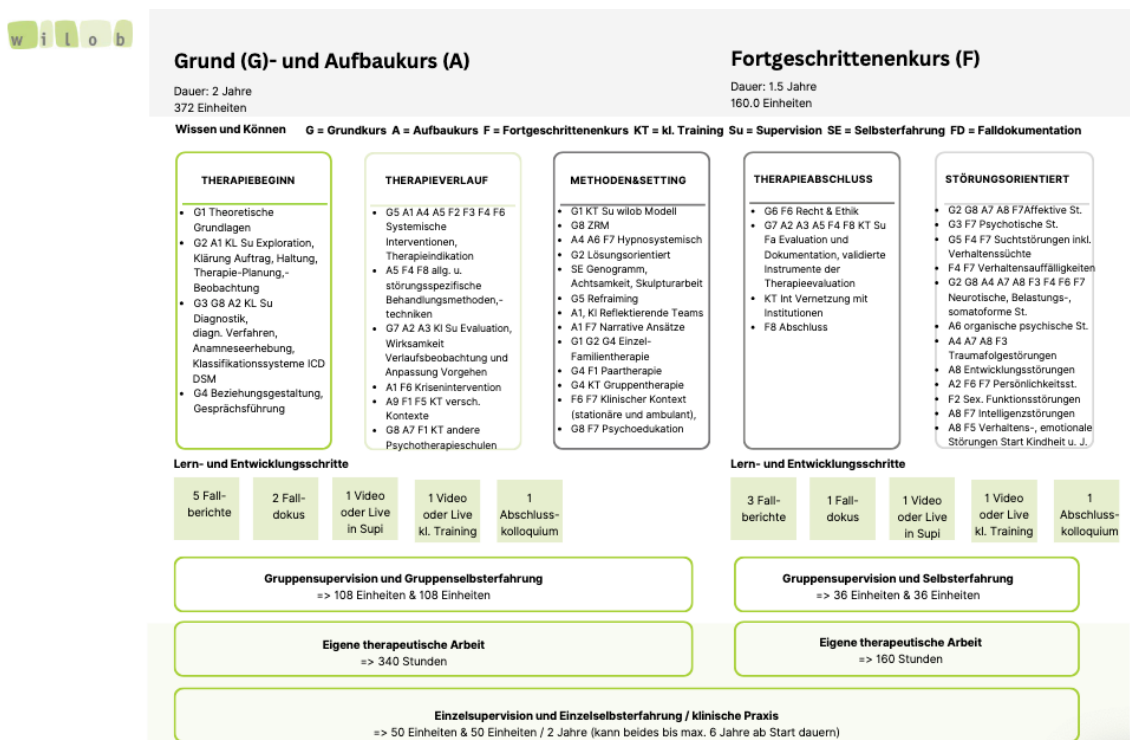 wilob
Grund (G)- und Aufbaukurs (A)
Dauer: 2 Jahre
372 Einheiten
Fortgeschrittenenkurs (F)
Dauer: 1.5 Jahre
160.0 Einheiten
Wissen und Können G = Grundkurs A = Aufbaukurs F = Fortgeschrittenenkurs KT = kl. Training Su = Supervision SE = Selbsterfahrung FD = Falldokumentation
THERAPIEBEGINN
• G1 Theoretische
Grundlagen
• G2 A1 KL Su Exploration,
Klärung Auftrag, Haltung,
Therapie-Planung,-
Beobachtung
• G3 G8 A2 KL Su
Diagnostik,
diagn. Verfahren,
Anamneseerhebung,
Klassifikationssysteme ICD
DSM
• G4 Beziehungsgestaltung,
Gesprächsführung
THERAPIEVERLAUF
• G5 A1 A4 A5 F2 F3 F4 F6
Systemische
Interventionen,
Therapieindikation
• A5 F4 F8 allg. u.
störungsspezifische
Behandlungsmethoden,-
techniken
• G7 A2 A3 Kl Su Evaluation,
Wirksamkeit
Verlaufsbeobachtung und
Anpassung Vorgehen
• A1 F6 Krisenintervention
• A9 F1 F5 KT versch.
Kontexte
• G8 A7 F1 KT andere
Psychotherapieschulen
METHODEN&SETTING
• G1 KT Su wilob Modell
• G8 ZRM
• A4 A6 F7 Hypnosystemisch
• G2 Lösungsorientiert
• SE Genogramm,
Achtsamkeit, Skulpturarbeit
• G5 Refraiming
• A1, Kl Reflektierende Teams
• A1 F7 Narrative Ansätze
• G1 G2 G4 Einzel-
Familientherapie
• G4 F1 Paartherapie
• G4 KT Gruppentherapie
• F6 F7 Klinischer Kontext
(stationäre und ambulant),
• G8 F7 Psychoedukation
THERAPIEABSCHLUSS
• G6 F6 Recht & Ethik
• G7 A2 A3 A5 F4 F8 KT Su
Fa Evaluation und
Dokumentation, validierte
Instrumente der
Therapieevaluation
• KT Int Vernetzung mit
Institutionen
• F8 Abschluss
STÖRUNGSORIENTIERT
• G2 G8 A7 A8 F7Affektive St.
• G3 F7 Psychotische St.
• G5 F4 F7 Suchtstörungen inkl.
Verhaltenssüchte
• F4 F7 Verhaltensauffälligkeiten
• G2 G8 A4 A7 A8 F3 F4 F6 F7
Neurotische, Belastungs-,
somatoforme St.
• A6 organische psychische St.
• A4 A7 A8 F3
Traumafolgestörungen
• A8 Entwicklungsstörungen
• A2 F6 F7 Persönlichkeitsst.
• F2 Sex. Funktionsstörungen
• A8 F7 Intelligenzstörungen
• A8 F5 Verhaltens-, emotionale
Störungen Start Kindheit u. J.
Lern- und Entwicklungsschritte
5 Fall-
berichte
2 Fall-
dokus
1 Video
oder Live
in Supi
1 Video
oder Live
kl. Training
1
Abschluss-
kolloquium
Lern- und Entwicklungsschritte
3 Fall-
berichte
1 Fall-
dokus
1 Video
oder Live
in Supi
1 Video
oder Live
kl. Training
1
Abschluss-
kolloquium
Gruppensupervision und Gruppenselbsterfahrung
=> 108 Einheiten & 108 Einheiten
Gruppensupervision und Selbsterfahrung
=> 36 Einheiten & 36 Einheiten
Eigene therapeutische Arbeit
=> 340 Stunden
Eigene therapeutische Arbeit
=> 160 Stunden
Einzelsupervision und Einzelselbsterfahrung / klinische Praxis
=> 50 Einheiten & 50 Einheiten / 2 Jahre (kann beides bis max. 6 Jahre ab Start dauern)